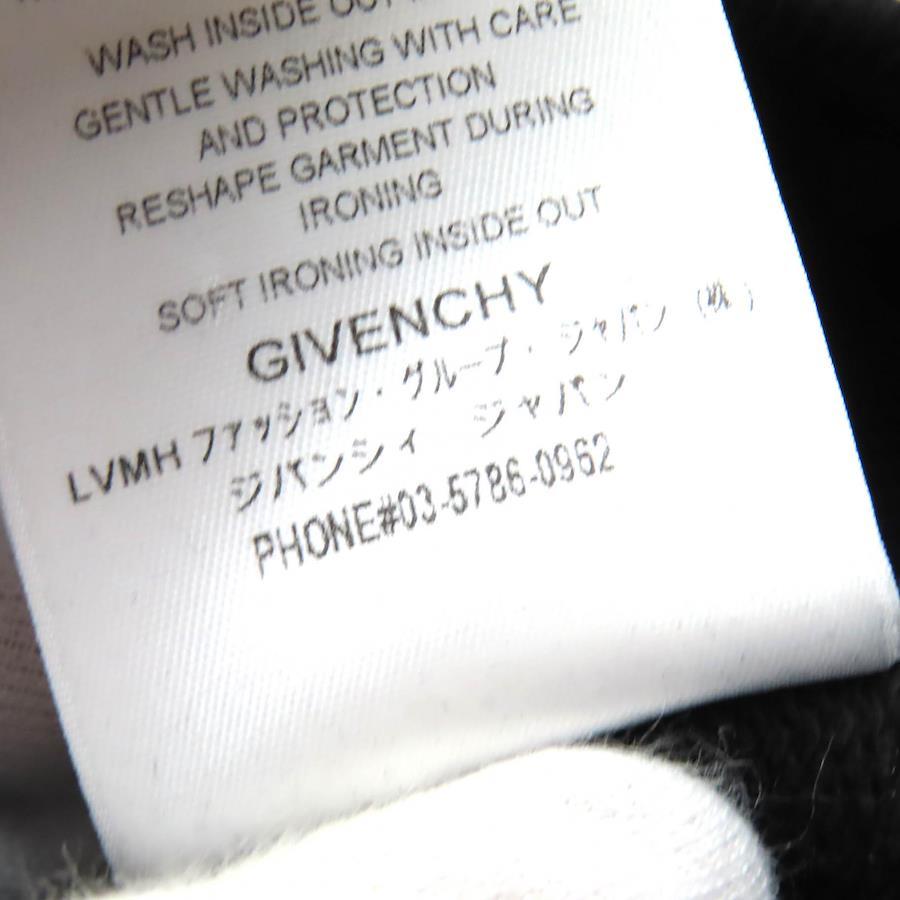 WASH INSIDE OUT
GENTLE WASHING WITH CARE
AND PROTECTION
RESHAPE GARMENT DURING
IRONING
SOFT IRONING INSIDE OUT
GIVENCHY
LVMH ファッション・グループ・ジャパン (株)
ジバンシィ ジャパン
PHONE#03-5786-0962